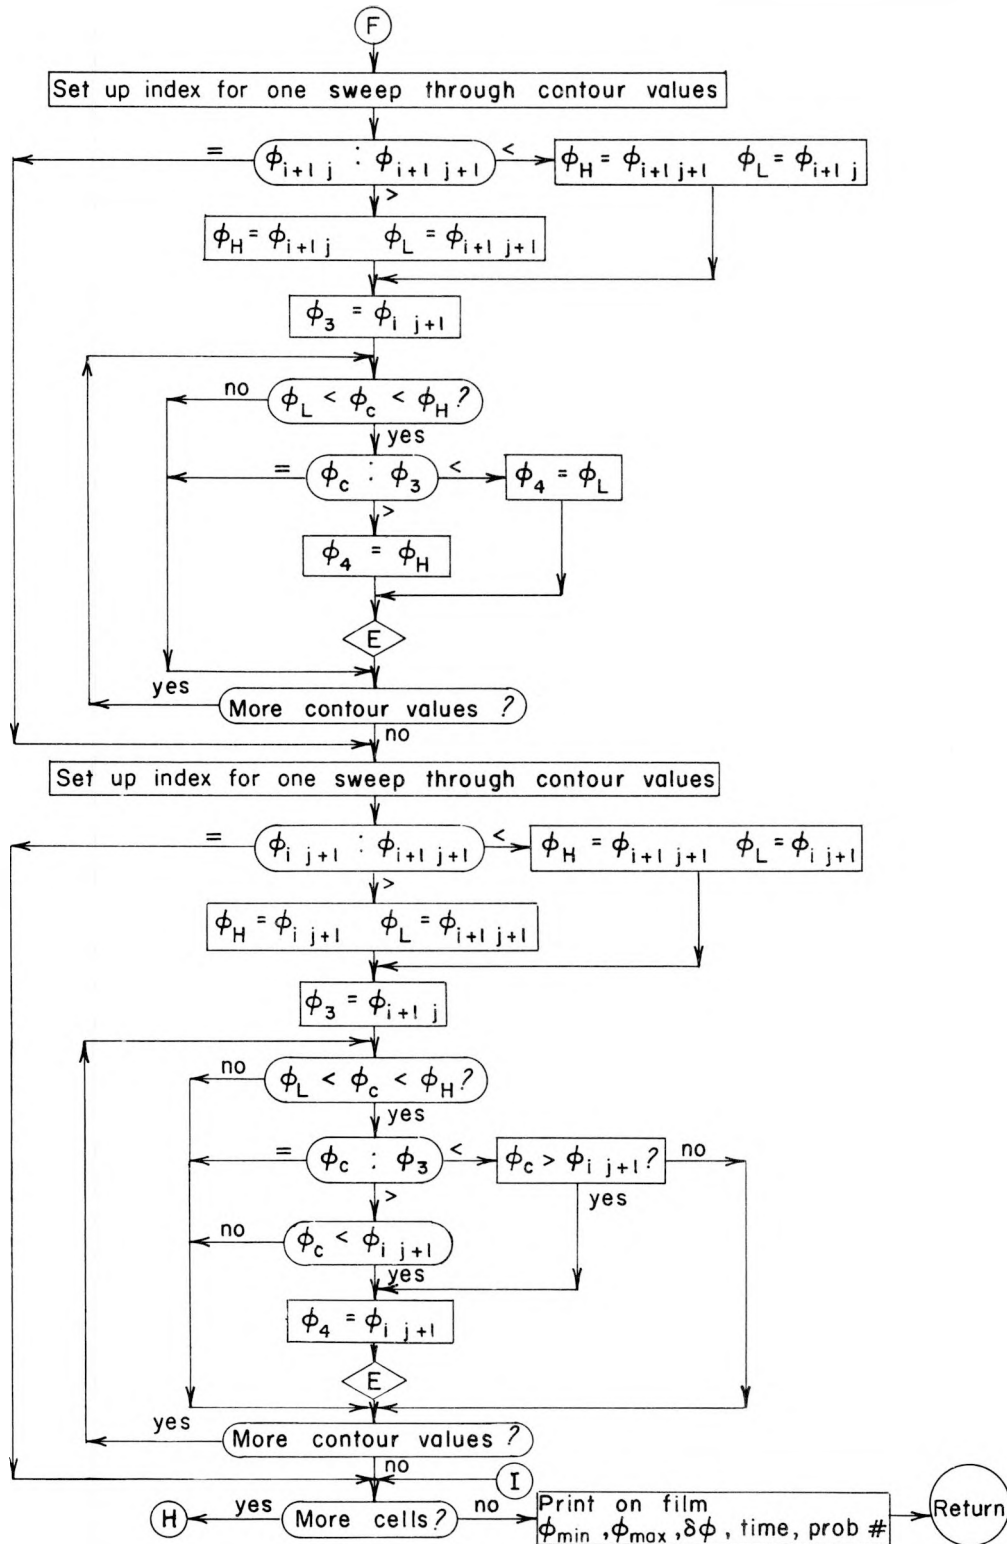 F
Set up index for one sweep through contour values
= ϕi+1 j : ϕi+1 j+1 < ϕH = ϕi+1 j+1 ϕL = ϕi+1 j
>
ϕH = ϕi+1 j ϕL = ϕi+1 j+1
ϕ3 = ϕi j+1
no ϕL < ϕc < ϕH ?
yes
= ϕc : ϕ3 < ϕ4 = ϕL
>
ϕ4 = ϕH
E
yes More contour values ?
no
Set up index for one sweep through contour values
= ϕi j+1 : ϕi+1 j+1 < ϕH = ϕi+1 j+1 ϕL = ϕi j+1
>
ϕH = ϕi j+1 ϕL = ϕi+1 j+1
ϕ3 = ϕi+1 j
no ϕL < ϕc < ϕH ?
yes
= ϕc : ϕ3 < ϕc > ϕi j+1 ? no
> yes
no ϕc < ϕi j+1
yes
ϕ4 = ϕi j+1
E
yes More contour values ?
no I
H yes More cells ? no Print on film Return
ϕmin , ϕmax , δϕ , time, prob #